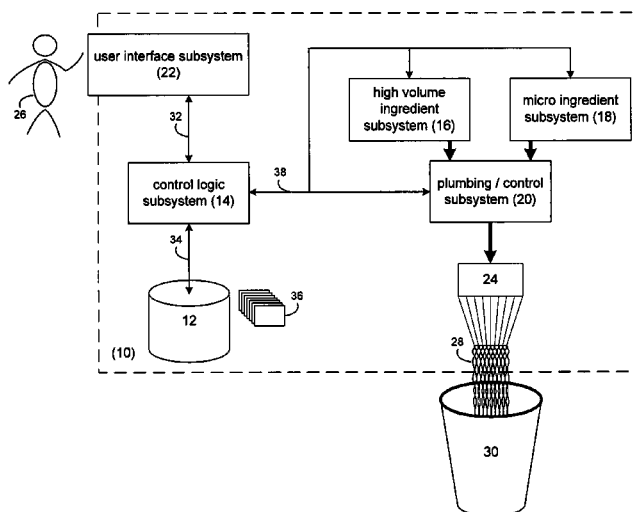 user interface subsystem
(22)
26
32
high volume
ingredient
subsystem (16)
micro ingredient
subsystem (18)
38
control logic
subsystem (14)
plumbing / control
subsystem (20)
34
12
36
24
(10)
28
30